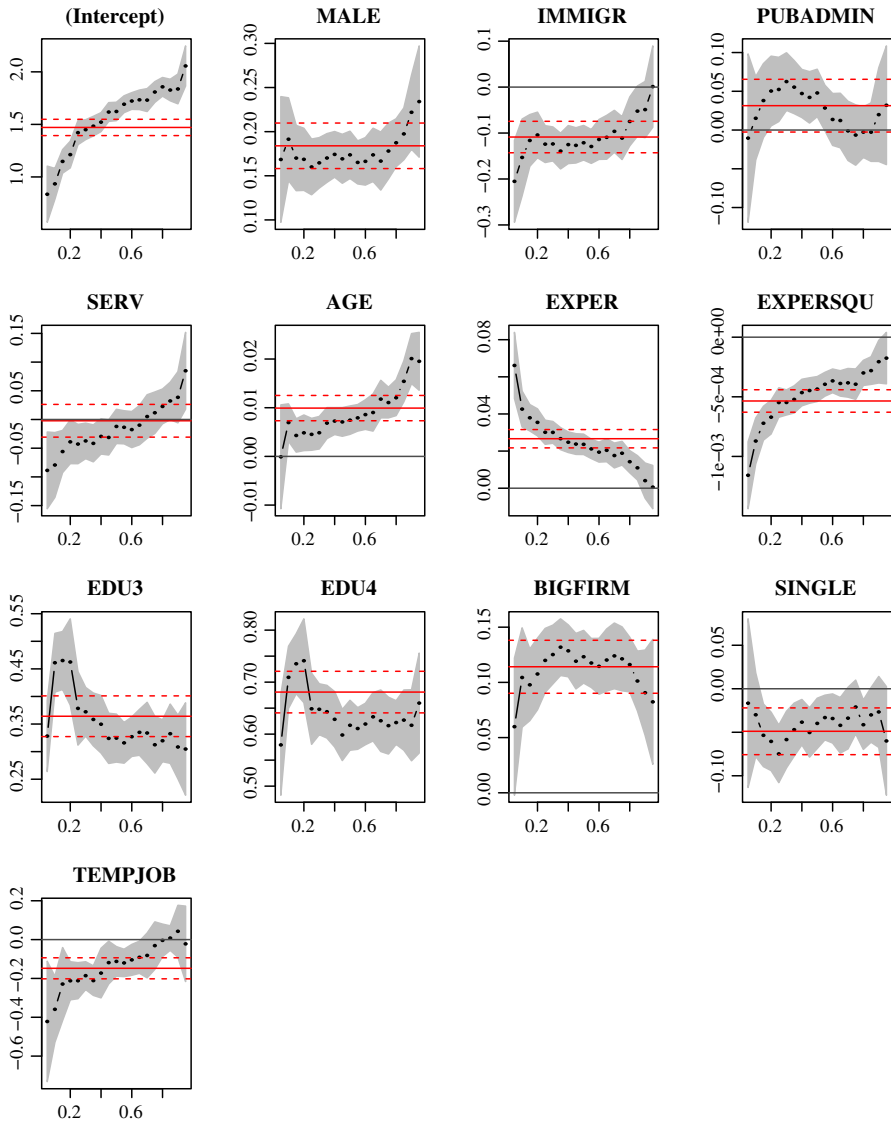 (Intercept)
1.0 1.5 2.0
0.2 0.6
MALE
0.10 0.15 0.20 0.25 0.30
0.2 0.6
IMMIGR
−0.3 −0.2 −0.1 0.0 0.1
0.2 0.6
PUBADMIN
−0.10 0.00 0.05 0.10
0.2 0.6
SERV
−0.15 −0.05 0.05 0.15
0.2 0.6
AGE
−0.01 0.00 0.01 0.02
0.2 0.6
EXPER
0.00 0.04 0.08
0.2 0.6
EXPERSQU
−1e−03 −5e−04 0e+00
0.2 0.6
EDU3
0.25 0.35 0.45 0.55
0.2 0.6
EDU4
0.50 0.60 0.70 0.80
0.2 0.6
BIGFIRM
0.00 0.05 0.10 0.15
0.2 0.6
SINGLE
−0.10 0.00 0.05
0.2 0.6
TEMPJOB
−0.6 −0.4 −0.2 0.0 0.2
0.2 0.6